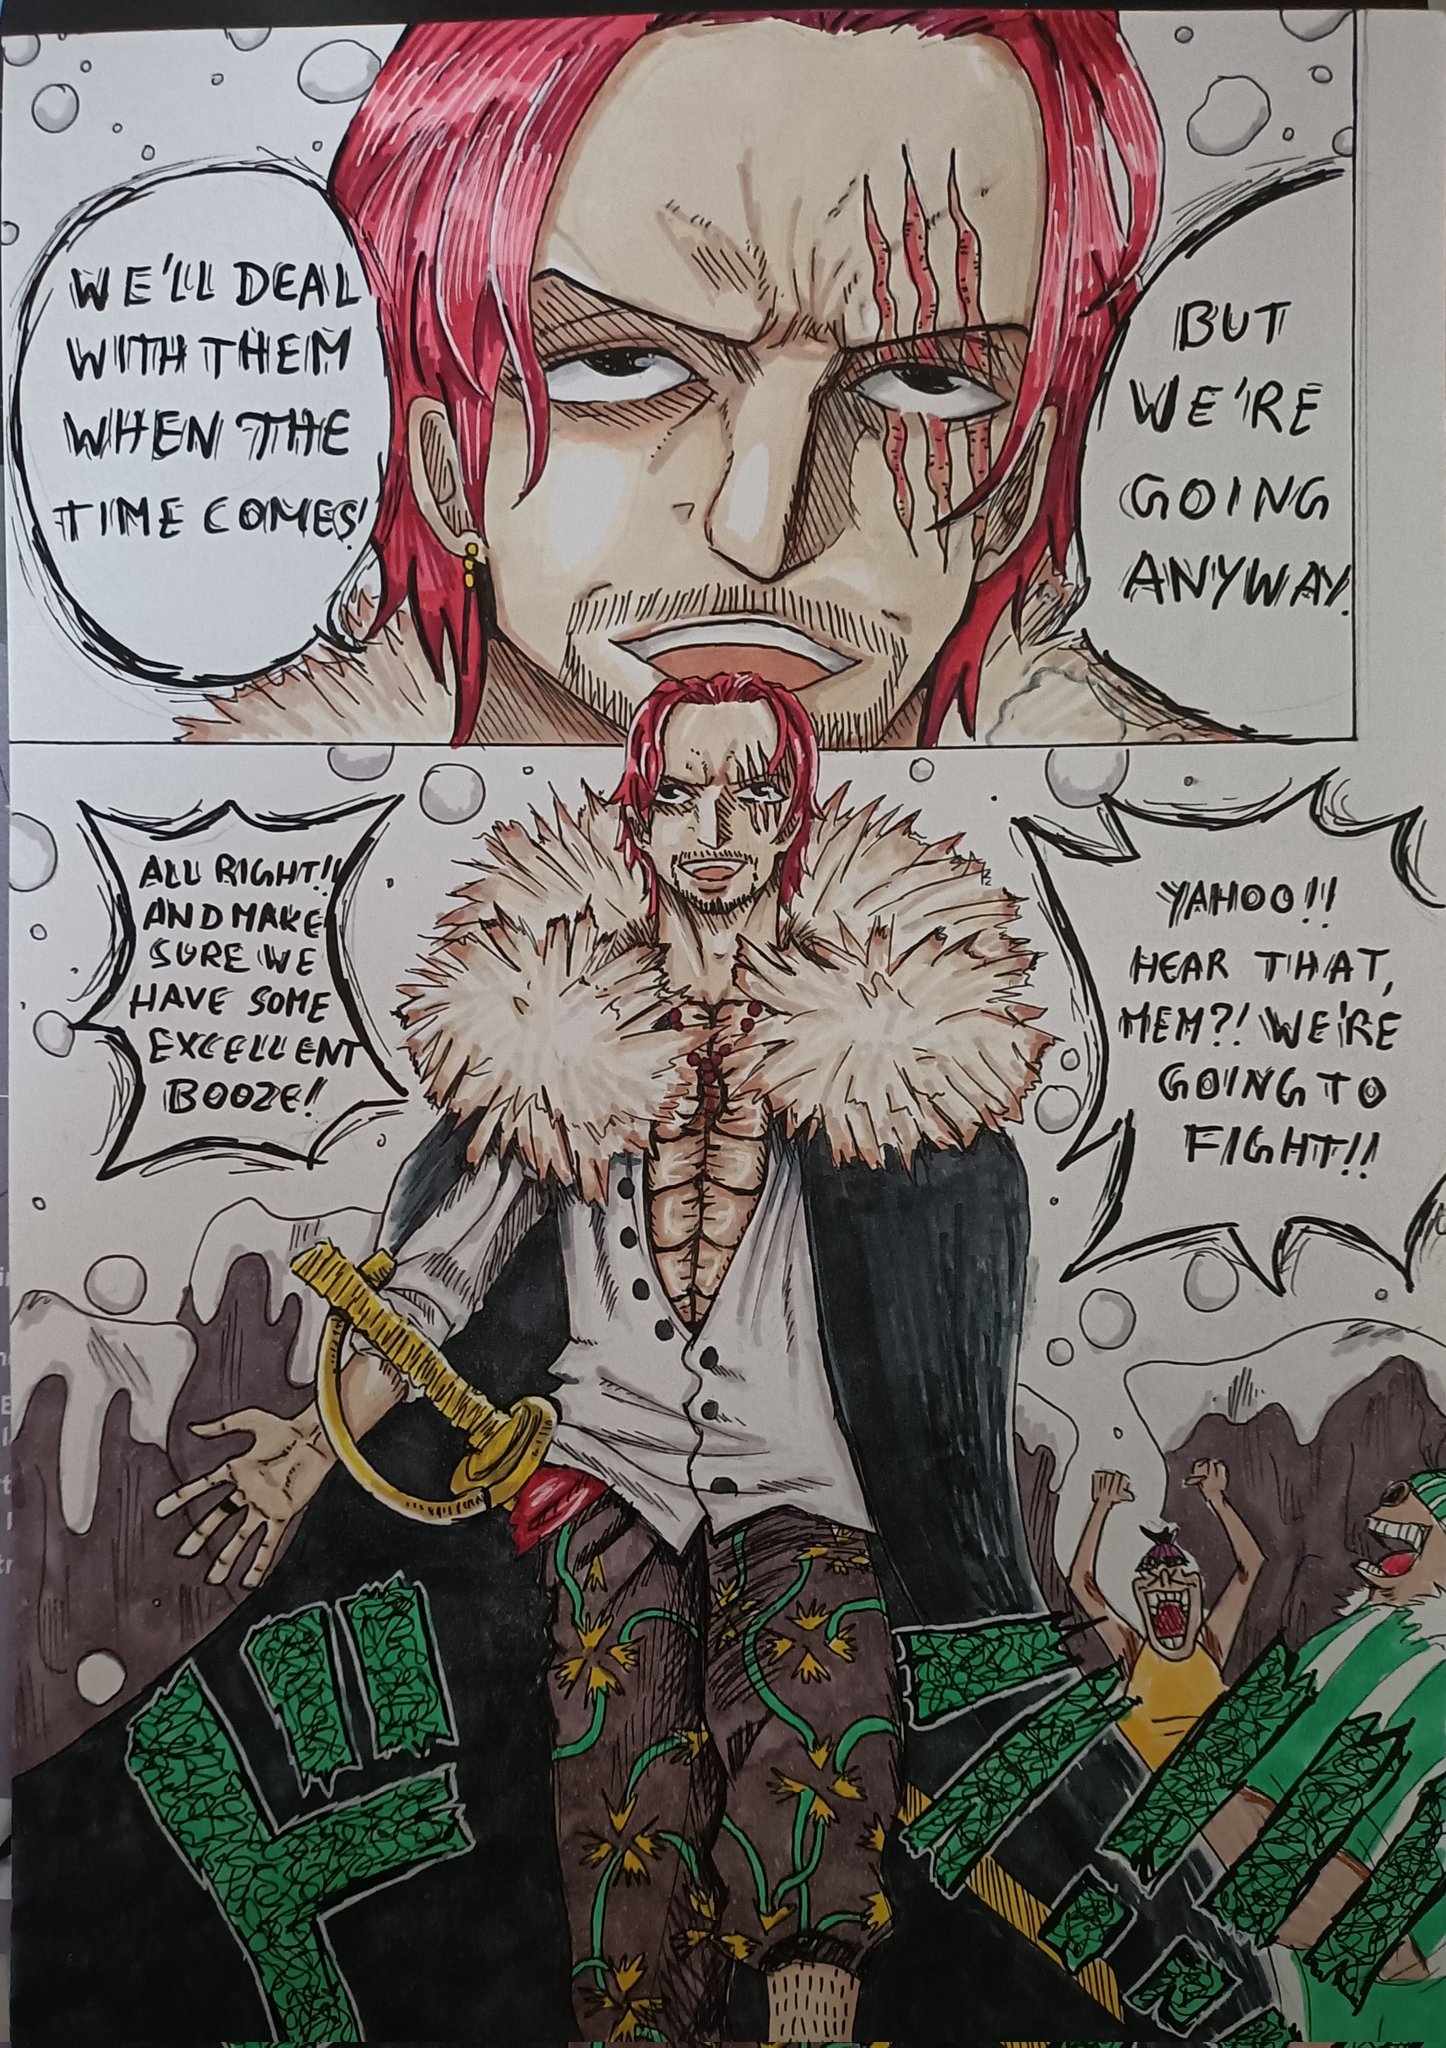 BUT
WE'RE
GOING
ANYWAY.
WE'LL DEAL
WITH THEM
WHEN THE
TIME COMES!
YAHOO!!
HEAR THAT,
MEM?! WE'RE
GOING TO
FIGHT!!
ALL RIGHT!!
AND MAKE
SURE WE
HAVE SOME
EXCELLENT
BOOZE!
ド